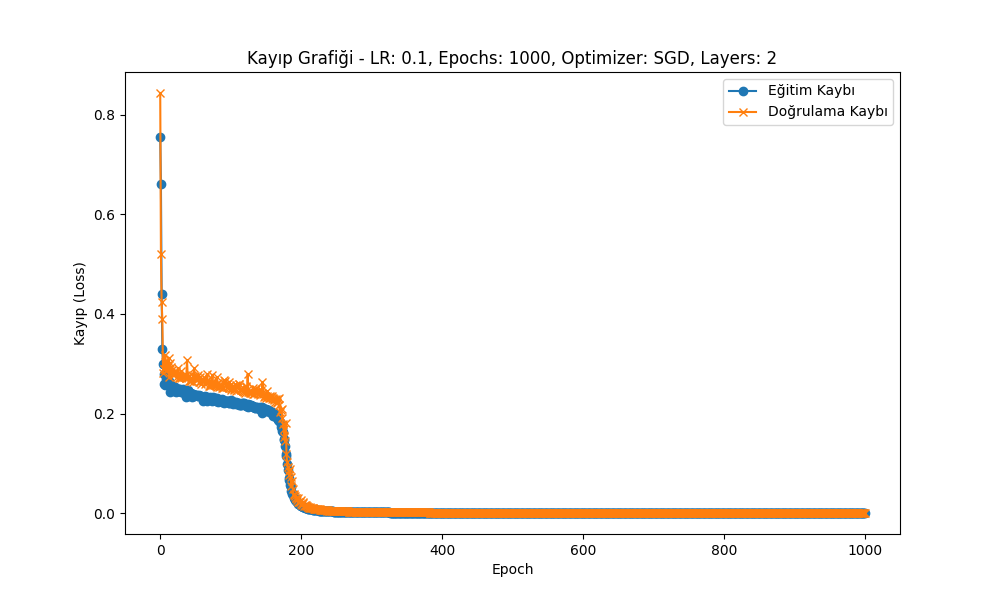 Kayıp Grafiği - LR: 0.1, Epochs: 1000, Optimizer: SGD, Layers: 2
Eğitim Kaybı
Doğrulama Kaybı
Kayıp (Loss)
0.8
0.6
0.4
0.2
0.0
0
200
400
600
800
1000
Epoch